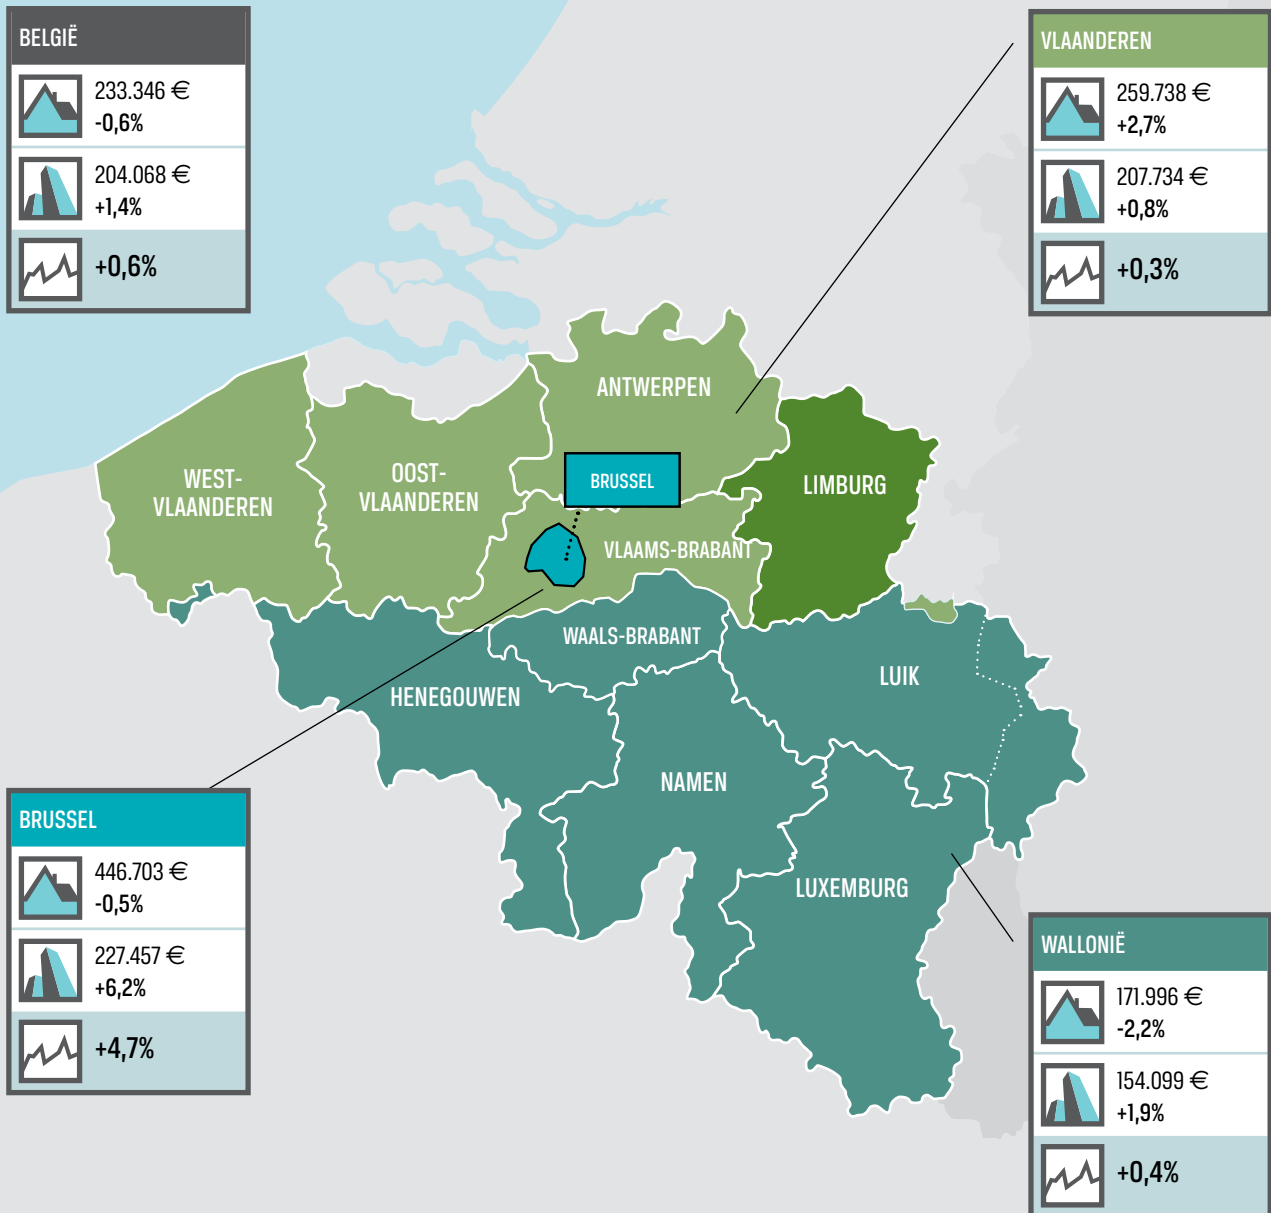 BELGIË
233.346 €
-0,6%
204.068 €
+1,4%
+0,6%
VLAANDEREN
259.738 €
+2,7%
207.734 €
+0,8%
+0,3%
ANTWERPEN
WEST-
VLAANDEREN
OOST-
VLAANDEREN
BRUSSEL
LIMBURG
VLAAMS-BRABANT
WAALS-BRABANT
HENEGOUWEN
LUIK
NAMEN
LUXEMBURG
BRUSSEL
446.703 €
-0,5%
227.457 €
+6,2%
+4,7%
WALLONIË
171.996 €
-2,2%
154.099 €
+1,9%
+0,4%